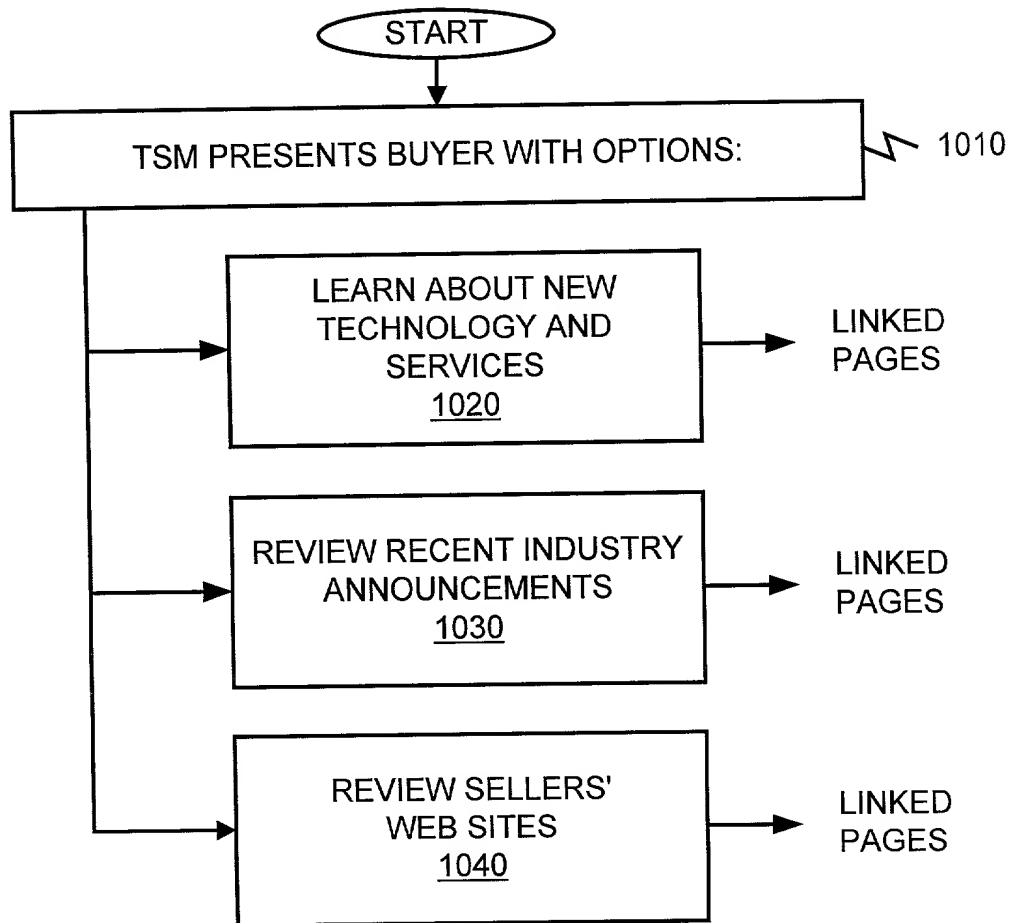 START
TSM PRESENTS BUYER WITH OPTIONS:
1010
LEARN ABOUT NEW
TECHNOLOGY AND
SERVICES
1020
LINKED
PAGES
REVIEW RECENT INDUSTRY
ANNOUNCEMENTS
1030
LINKED
PAGES
REVIEW SELLERS'
WEB SITES
1040
LINKED
PAGES